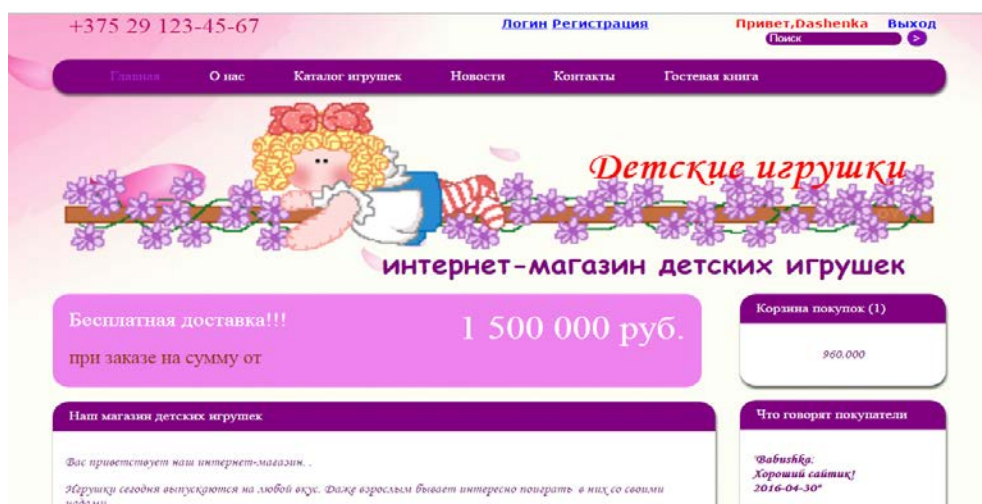 +375 29 123-45-67
Логин Регистрация
Привет,Dashenka Выход
Поиск >
Главная О нас Каталог игрушек Новости Контакты Гостевая книга
Детские игрушки
интернет-магазин детских игрушек
Бесплатная доставка!!!
1 500 000 руб.
при заказе на сумму от
Корзина покупок (1)
960.000
Наш магазин детских игрушек
Вас приветствует наш интернет-магазин. .
Игрушки сегодня выпускаются на любой вкус. Даже взрослым бывает интересно поиграть в них со своими
Что говорят покупатели
"Babushka:
Хороший сайтик!
2016-04-30"